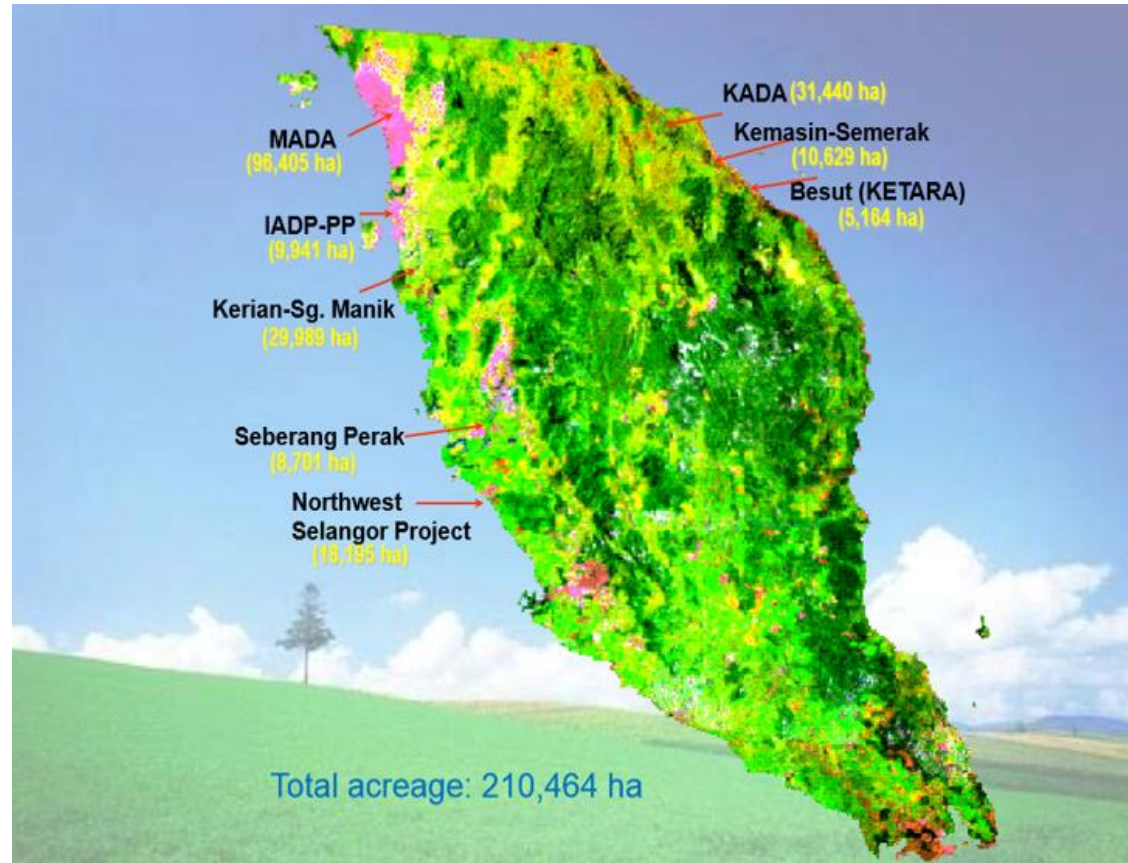 MADA
(96,405 ha)
IADP-PP
(9,941 ha)
Kerian-Sg. Manik
(29,989 ha)
Seberang Perak
(8,701 ha)
Northwest
Selangor Project
(18,195 ha)
KADA (31,440 ha)
Kemasin-Semerak
(10,629 ha)
Besut (KETARA)
(5,164 ha)
Total acreage: 210,464 ha